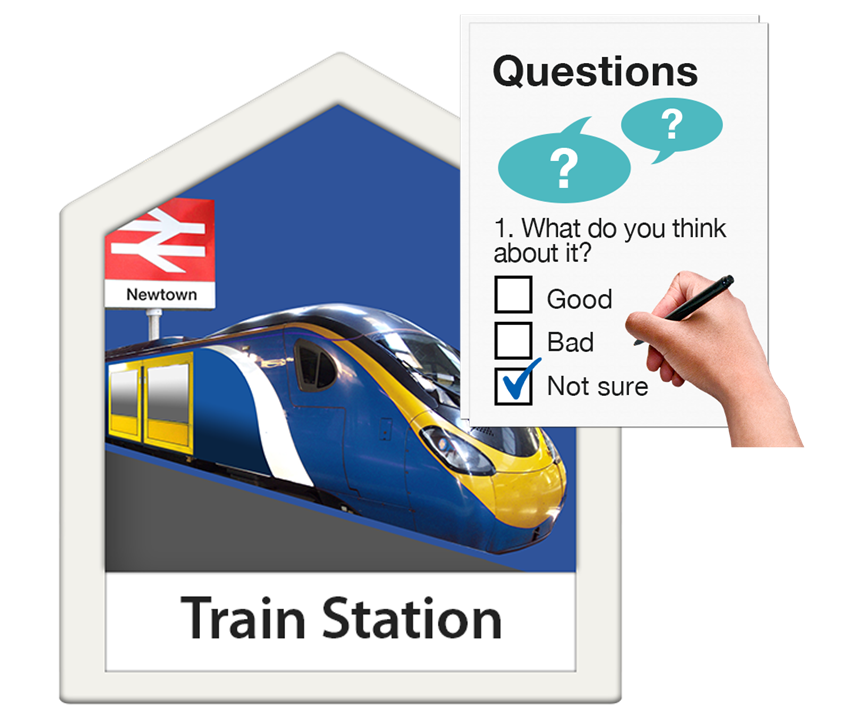 Questions
?
?
1. What do you think
about it?
Good
Bad
Not sure
Newtown
Train Station